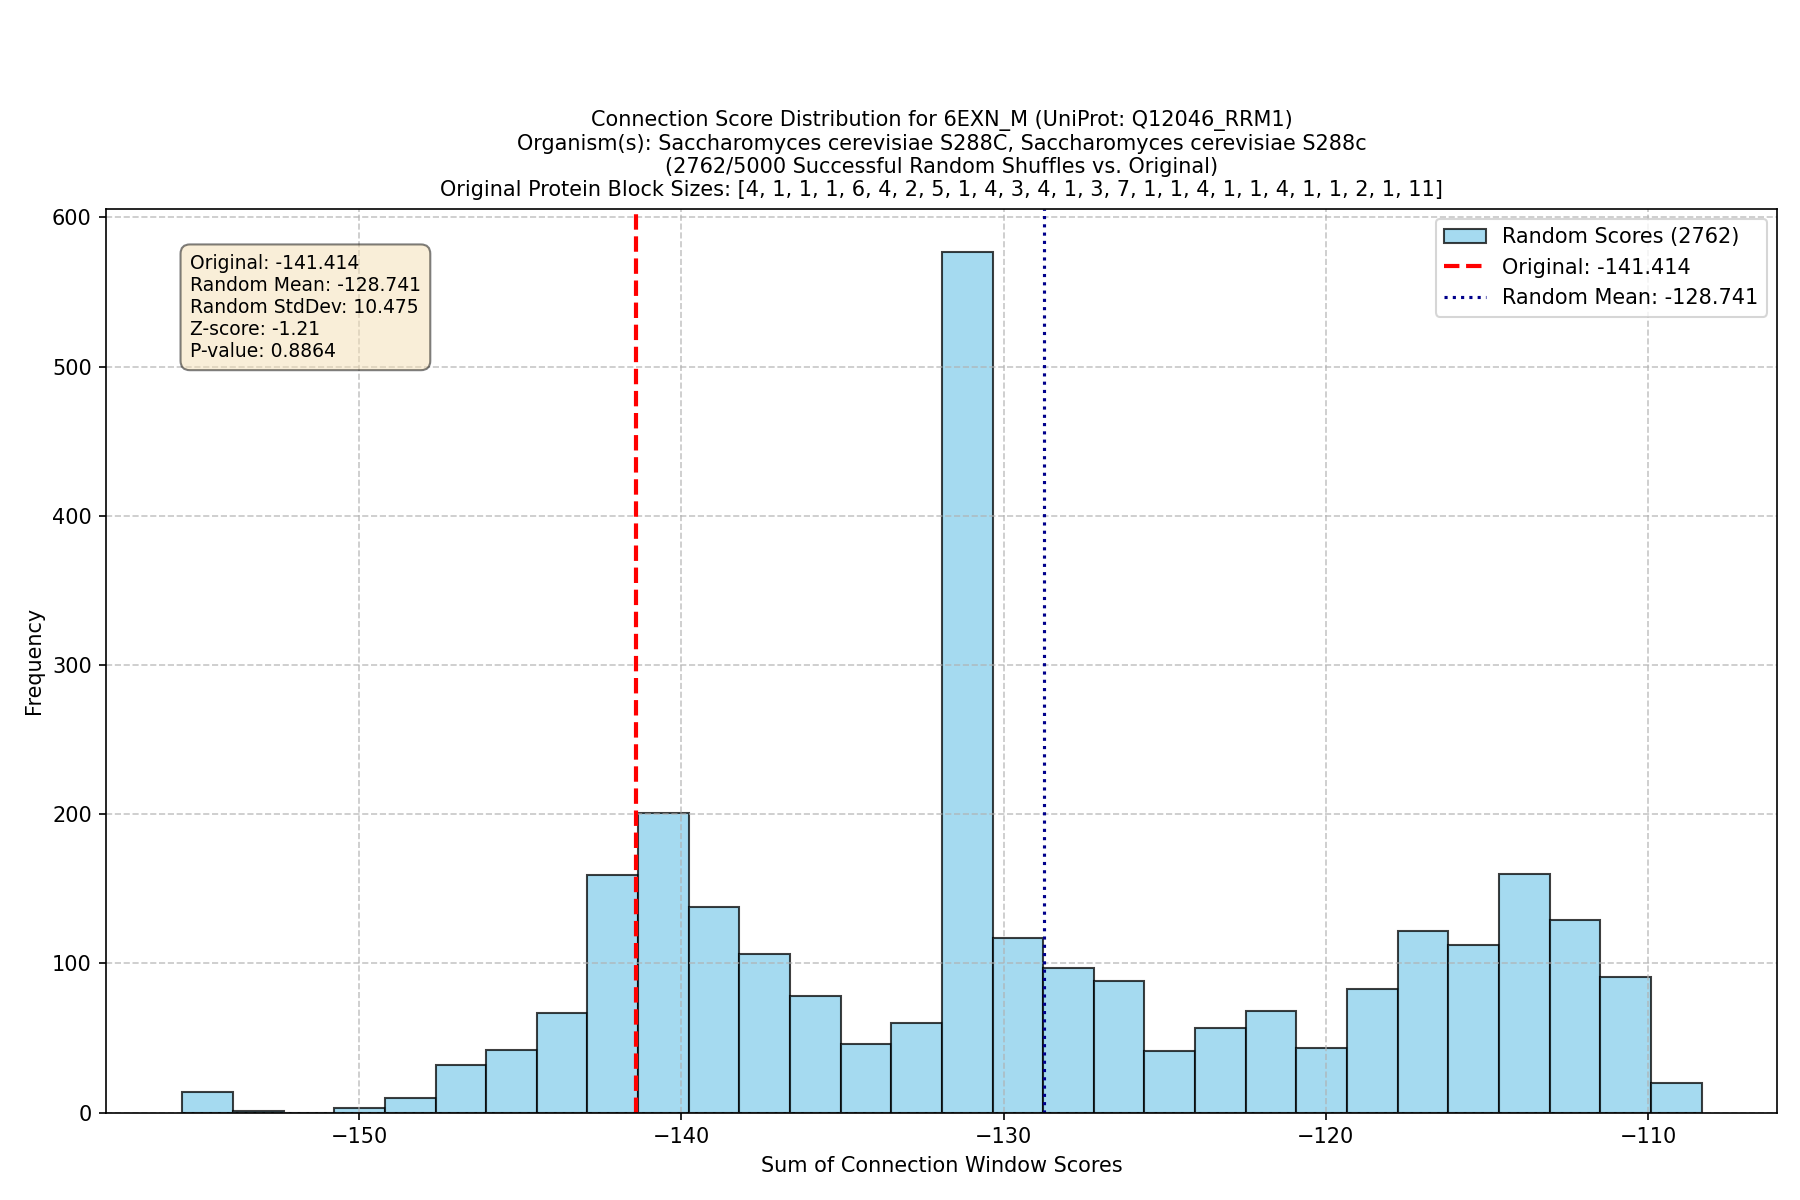 Connection Score Distribution for 6EXN_M (UniProt: Q12046_RRM1)
Organism(s): Saccharomyces cerevisiae S288C, Saccharomyces cerevisiae S288c
(2762/5000 Successful Random Shuffles vs. Original)
Original Protein Block Sizes: [4, 1, 1, 1, 6, 4, 2, 5, 1, 4, 3, 4, 1, 3, 7, 1, 1, 4, 1, 1, 4, 1, 1, 2, 1, 11]
Original: -141.414
Random Mean: -128.741
Random StdDev: 10.475
Z-score: -1.21
P-value: 0.8864
Random Scores (2762)
Original: -141.414
Random Mean: -128.741
Frequency
600
500
400
300
200
100
0
−150
−140
−130
−120
−110
Sum of Connection Window Scores